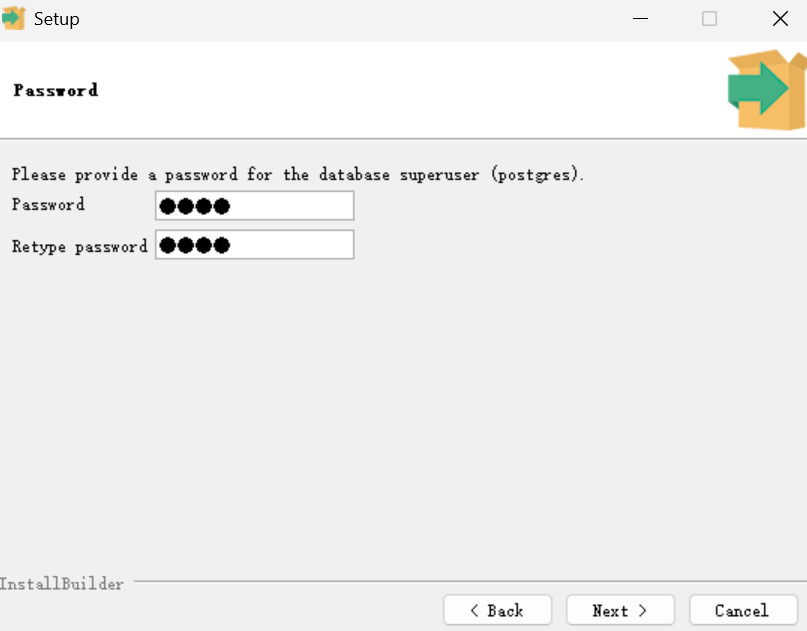 Setup
Password
Please provide a password for the database superuser (postgres).
Password ●●●●
Retype password ●●●●
InstallBuilder
< Back Next > Cancel